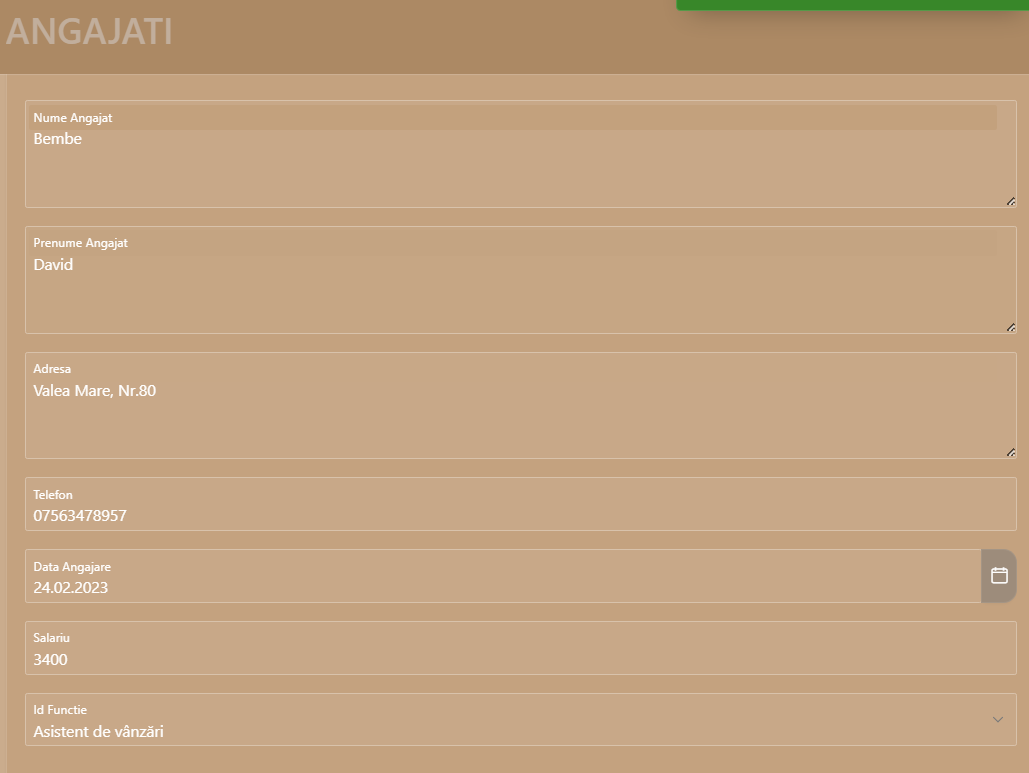 ANGAJATI
Nume Angajat
Bembe
Prenume Angajat
David
Adresa
Valea Mare, Nr.80
Telefon
07563478957
Data Angajare
24.02.2023
Salariu
3400
Id Functie
Asistent de vânzări